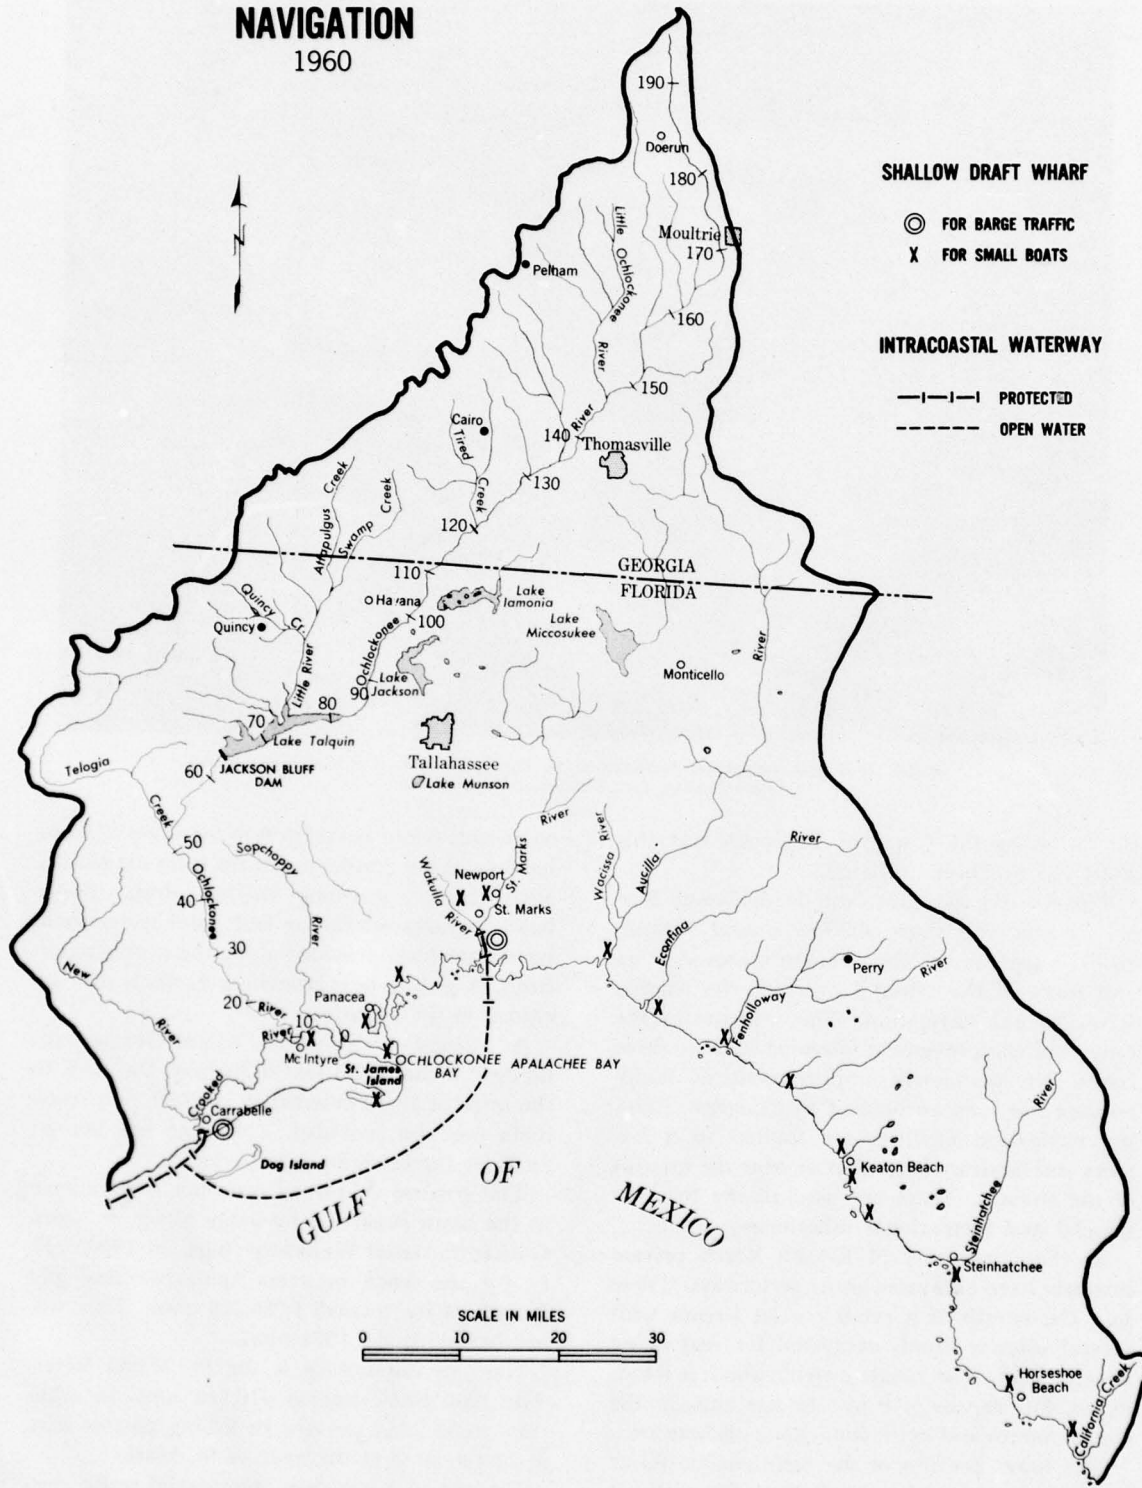 NAVIGATION
1960
190
Doerun
180
Moultrie
170
Little Ochlockonee River
Pelham
160
150
River
140
Thomasville
130
Cairo
Tired Creek
120
Attapulgus Creek
Swamp Creek
GEORGIA
FLORIDA
110
Havana
Lake
Iamonia
100
Lake
Miccosukee
Quincy Cr.
Quincy
Little River
Ochlockonee
90
Lake
Jackson
80
70
Monticello
River
Lake Talquin
Tallahassee
Lake Munson
JACKSON BLUFF
DAM
60
Telogia Creek
50
Ochlockonee
40
30
20
River
10
0
Sopchoppy River
Wakulla River
Newport
St. Marks River
St. Marks
Wacissa River
Aucilla
Econfina River
Perry
Fenholloway River
New River
Crooked River
Panacea
Mc Intyre
St. James
Island
OCHLOCKONEE
BAY
APALACHEE BAY
Carrabelle
Dog Island
GULF OF MEXICO
Keaton Beach
Steinhatchee River
Steinhatchee
Horseshoe
Beach
California Creek
SHALLOW DRAFT WHARF
FOR BARGE TRAFFIC
X FOR SMALL BOATS
INTRACOASTAL WATERWAY
PROTECTED
OPEN WATER
SCALE IN MILES
0 10 20 30